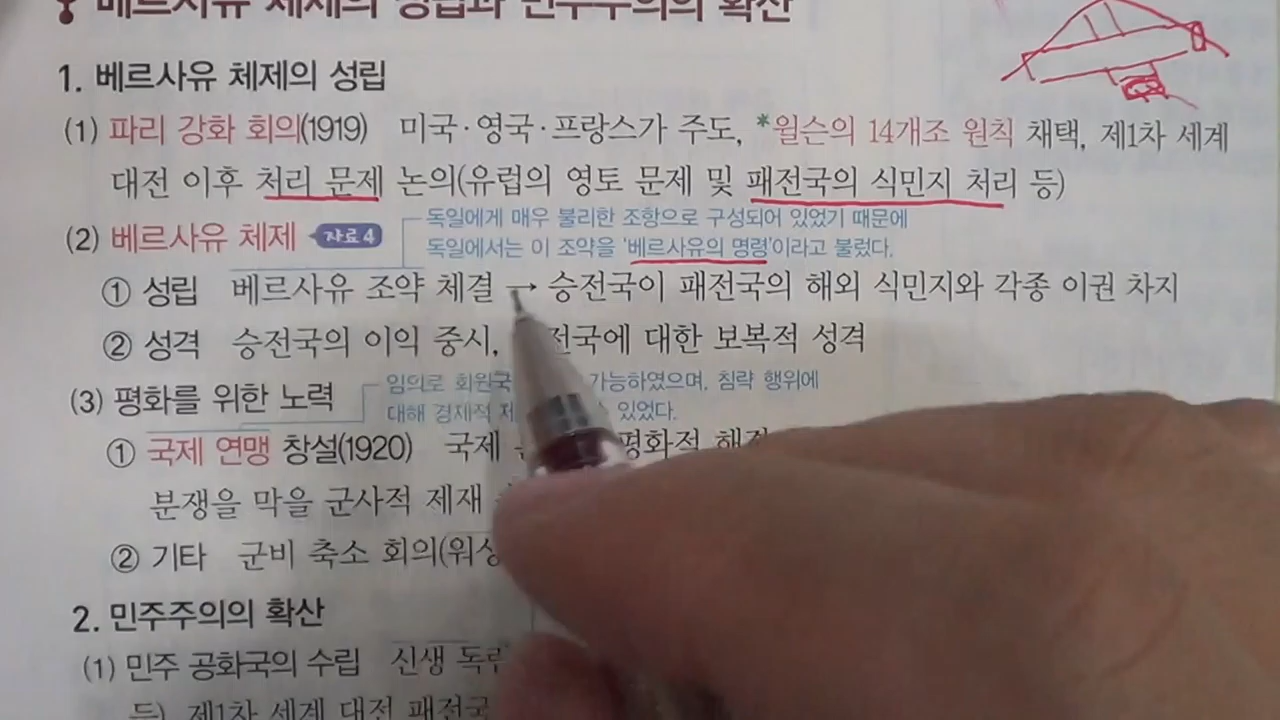 베르사유 체제의 성립과 민주주의의 확산
1. 베르사유 체제의 성립
(1) 파리 강화 회의(1919) 미국·영국·프랑스가 주도, *윌슨의 14개조 원칙 채택, 제1차 세계
대전 이후 처리 문제 논의(유럽의 영토 문제 및 패전국의 식민지 처리 등)
독일에게 매우 불리한 조항으로 구성되어 있었기 때문에
(2) 베르사유 체제 자료4
독일에서는 이 조약을 '베르사유의 명령'이라고 불렀다.
① 성립 베르사유 조약 체결 → 승전국이 패전국의 해외 식민지와 각종 이권 차지
② 성격 승전국의 이익 중시, 대한 보복적 성격
(3) 평화를 위한 노력
임의로 가능하였으며, 침략 행위에
대해 경제적 있었다.
① 국제 연맹 창설(1920) 국제 평화적
분쟁을 막을 군사적 제재
② 기타 군비 축소 회의(
2. 민주주의의 확산
(1) 민주 공화국의 수립 신생
등), 제1차 세계 대전